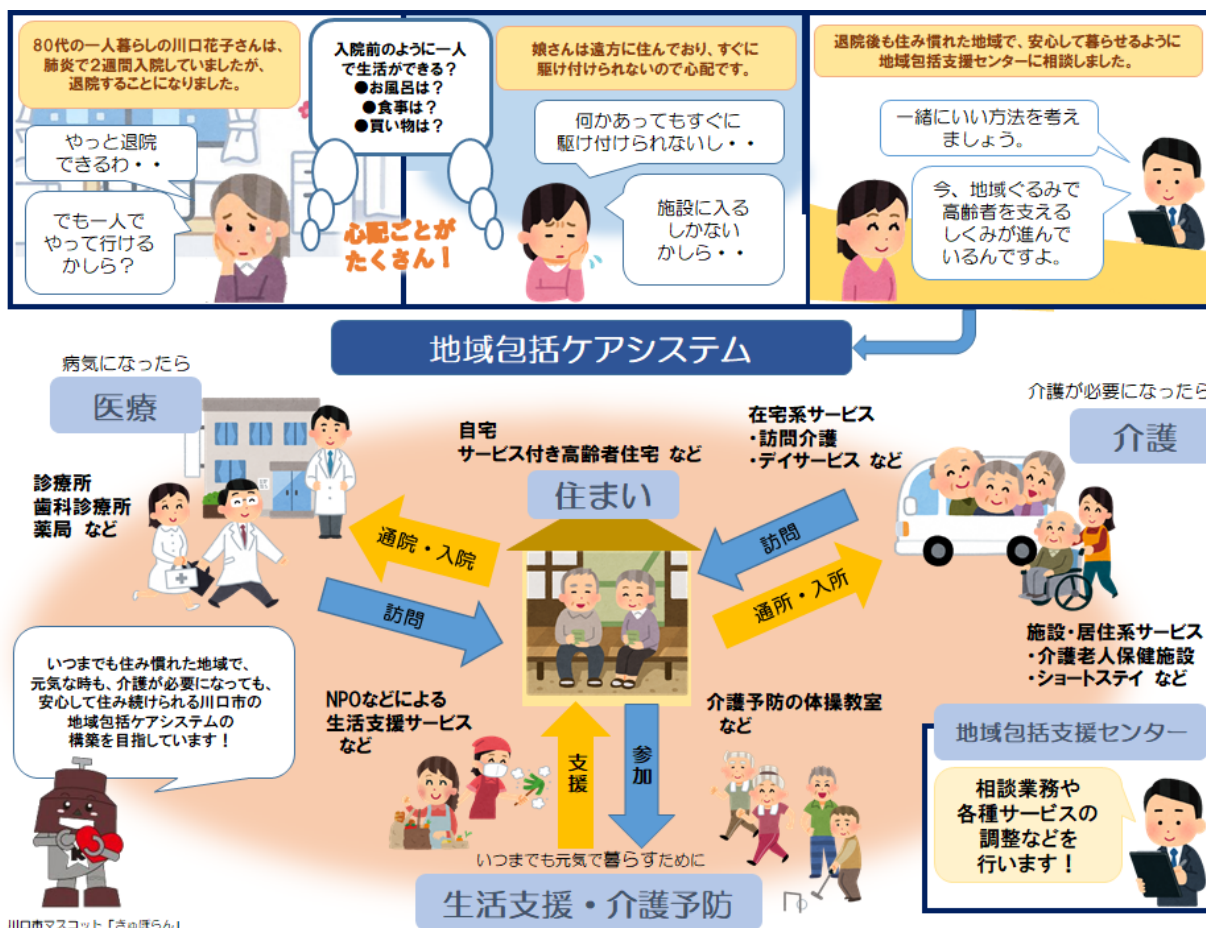 80代の一人暮らしの川口花子さんは、
肺炎で2週間入院していましたが、
退院することになりました。
やっと退院
できるわ・・
でも一人で
やって行ける
かしら？
入院前のように一人
で生活ができる？
●お風呂は？
●食事は？
●買い物は？
心配ごとが
たくさん！
娘さんは遠方に住んでおり、すぐに
駆け付けられないので心配です。
何かあってもすぐに
駆け付けられないし・・
施設に入る
しかない
かしら・・
退院後も住み慣れた地域で、安心して暮らせるように
地域包括支援センターに相談しました。
一緒にいい方法を考え
ましょう。
今、地域ぐるみで
高齢者を支える
しくみが進んで
いるんですよ。
地域包括ケアシステム
病気になったら
医療
診療所
歯科診療所
薬局 など
自宅
サービス付き高齢者住宅 など
住まい
在宅系サービス
・訪問介護
・デイサービス など
介護が必要になったら
介護
通院・入院
訪問
訪問
通所・入所
施設・居住系サービス
・介護老人保健施設
・ショートステイ など
いつまでも住み慣れた地域で、
元気な時も、介護が必要になっても、
安心して住み続けられる川口市の
地域包括ケアシステムの
構築を目指しています！
NPOなどによる
生活支援サービス
など
支援
参加
介護予防の体操教室
など
いつまでも元気で暮らすために
生活支援・介護予防
地域包括支援センター
相談業務や
各種サービスの
調整などを
行います！
川口市マスコット「きゅぽらん」